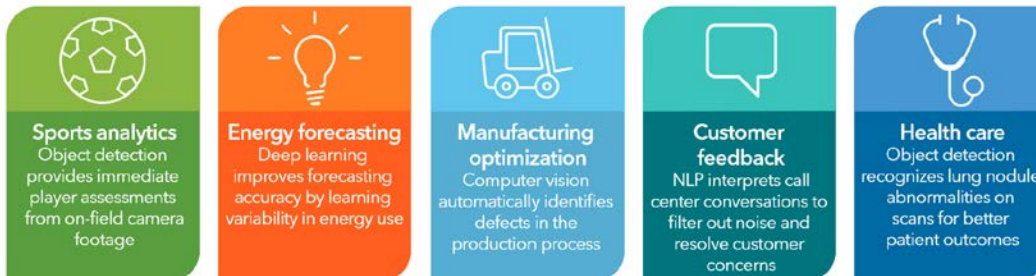 Sports analytics
Object detection
provides immediate
player assessments
from on-field camera
footage
Energy forecasting
Deep learning
improves forecasting
accuracy by learning
variability in energy use
Manufacturing
optimization
Computer vision
automatically identifies
defects in the
production process
Customer
feedback
NLP interprets call
center conversations to
filter out noise and
resolve customer
concerns
Health care
Object detection
recognizes lung nodule
abnormalities on
scans for better
patient outcomes